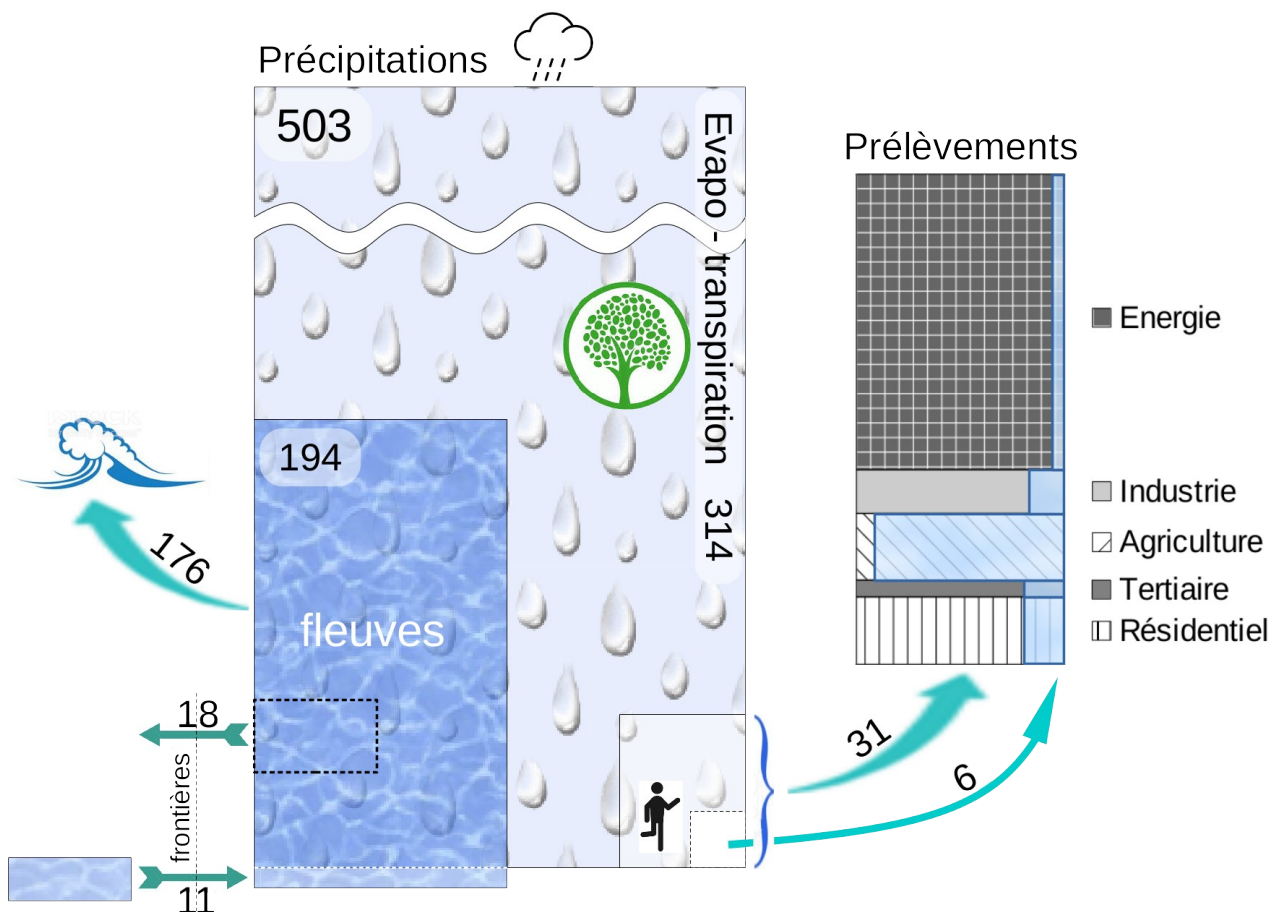 Précipitations
503
Evapo - transpiration 314
194
fleuves
176
18
frontières
11
31
6
Prélèvements
Energie
Industrie
Agriculture
Tertiaire
Résidentiel